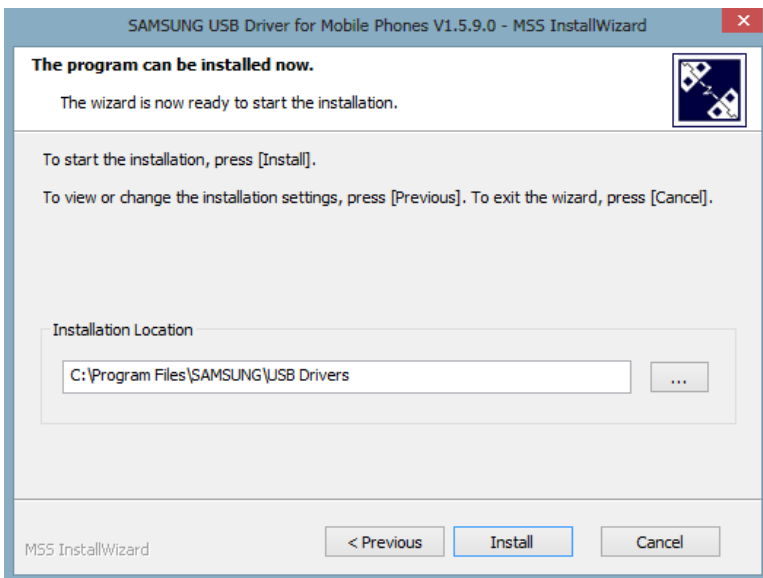 SAMSUNG USB Driver for Mobile Phones V1.5.9.0 - MSS InstallWizard
The program can be installed now.
The wizard is now ready to start the installation.
To start the installation, press [Install].
To view or change the installation settings, press [Previous]. To exit the wizard, press [Cancel].
Installation Location
C:\Program Files\SAMSUNG\USB Drivers
...
MSS InstallWizard
< Previous
Install
Cancel